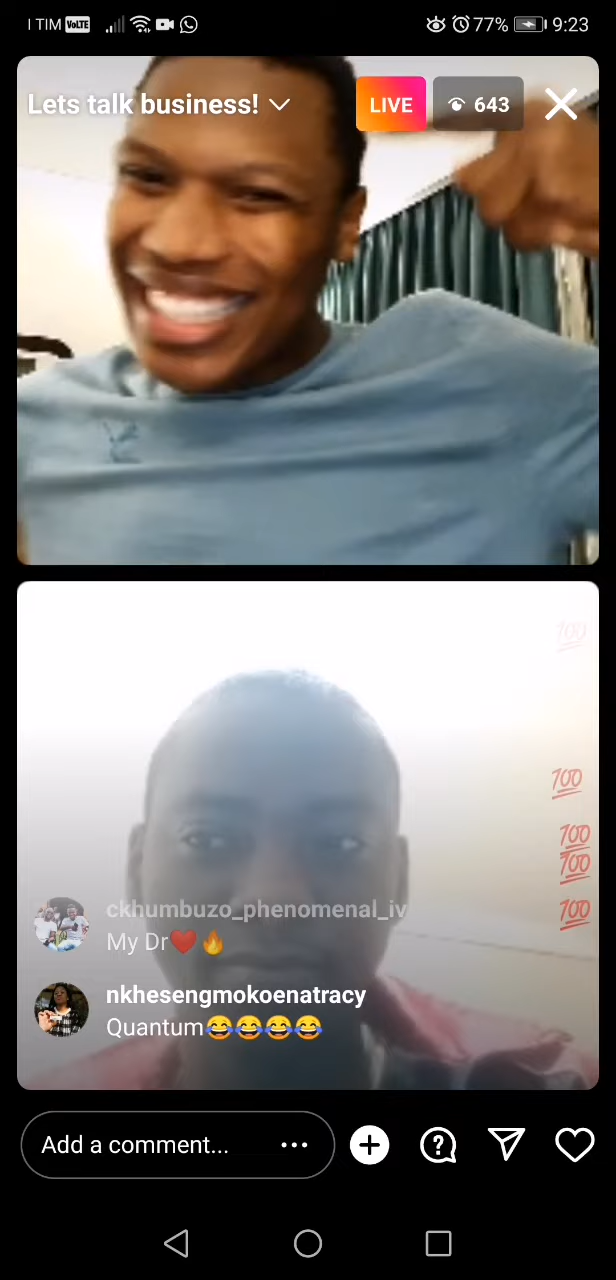 I TIM VoLTE 77% 9:23
Lets talk business! LIVE 643
100
100
100
100
100
ckhumbuzo_phenomenal_iv
My Dr❤️🔥
nkhesengmokoenatracy
Quantum😂😂😂😂
Add a comment...